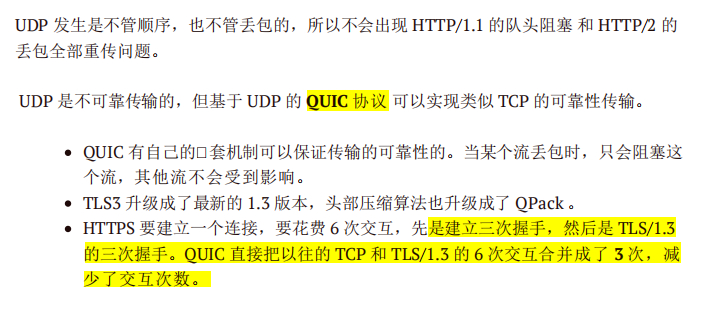 UDP 发生是不管顺序，也不管丢包的，所以不会出现 HTTP/1.1 的队头阻塞 和 HTTP/2 的
丢包全部重传问题。
UDP 是不可靠传输的，但基于 UDP 的 QUIC 协议 可以实现类似 TCP 的可靠性传输。
• QUIC 有自己的□套机制可以保证传输的可靠性的。当某个流丢包时，只会阻塞这
个流，其他流不会受到影响。
• TLS3 升级成了最新的 1.3 版本，头部压缩算法也升级成了 QPack 。
• HTTPS 要建立一个连接，要花费 6 次交互，先是建立三次握手，然后是 TLS/1.3
的三次握手。QUIC 直接把以往的 TCP 和 TLS/1.3 的 6 次交互合并成了 3 次，减
少了交互次数。